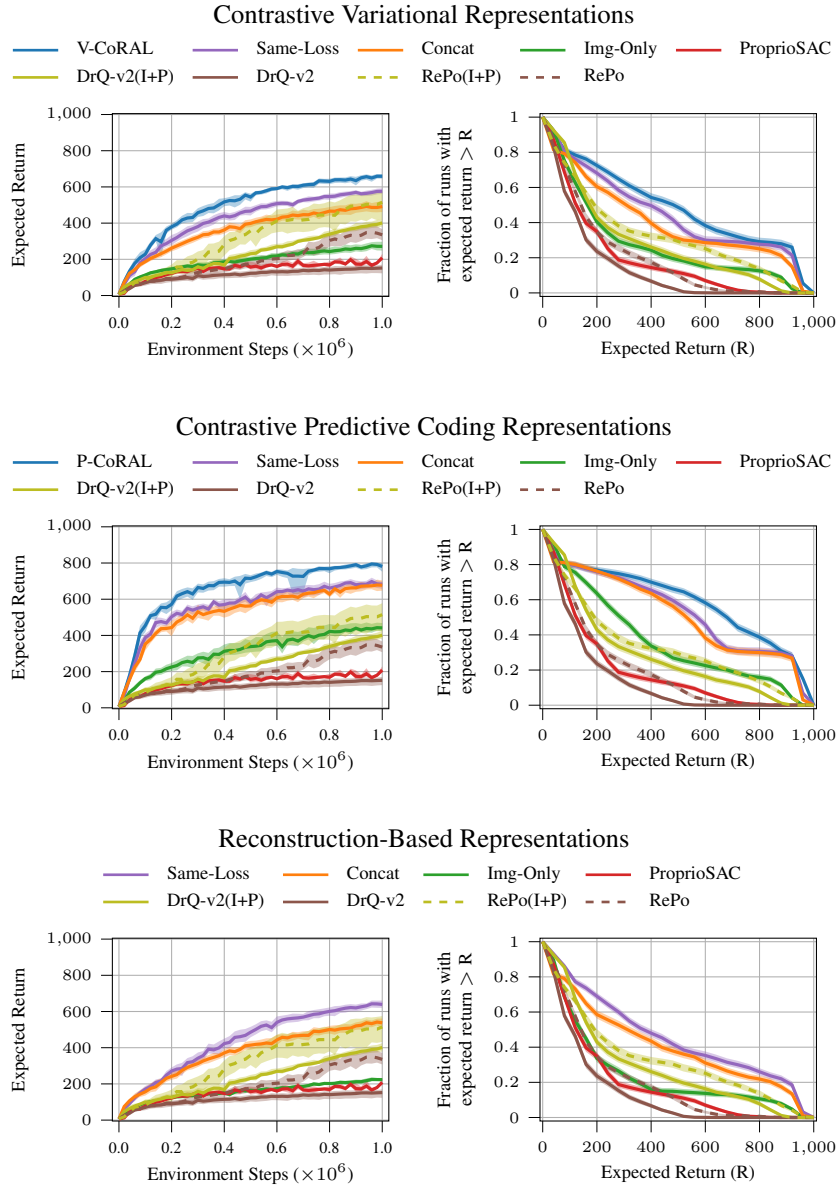 Contrastive Variational Representations
V-CoRAL Same-Loss Concat Img-Only ProprioSAC
DrQ-v2(I+P) DrQ-v2 RePo(I+P) RePo
Expected Return
1,000
800
600
400
200
0
0.0 0.2 0.4 0.6 0.8 1.0
Environment Steps (×10⁶)
Fraction of runs with
expected return > R
1
0.8
0.6
0.4
0.2
0
0 200 400 600 800 1,000
Expected Return (R)
Contrastive Predictive Coding Representations
P-CoRAL Same-Loss Concat Img-Only ProprioSAC
DrQ-v2(I+P) DrQ-v2 RePo(I+P) RePo
Expected Return
1,000
800
600
400
200
0
0.0 0.2 0.4 0.6 0.8 1.0
Environment Steps (×10⁶)
Fraction of runs with
expected return > R
1
0.8
0.6
0.4
0.2
0
0 200 400 600 800 1,000
Expected Return (R)
Reconstruction-Based Representations
Same-Loss Concat Img-Only ProprioSAC
DrQ-v2(I+P) DrQ-v2 RePo(I+P) RePo
Expected Return
1,000
800
600
400
200
0
0.0 0.2 0.4 0.6 0.8 1.0
Environment Steps (×10⁶)
Fraction of runs with
expected return > R
1
0.8
0.6
0.4
0.2
0
0 200 400 600 800 1,000
Expected Return (R)